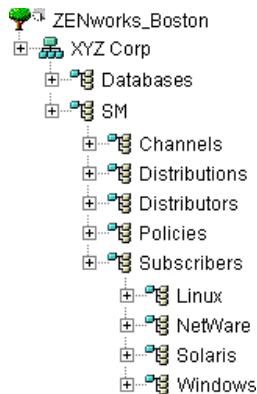 ZENworks_Boston
XYZ Corp
Databases
SM
Channels
Distributions
Distributors
Policies
Subscribers
Linux
NetWare
Solaris
Windows